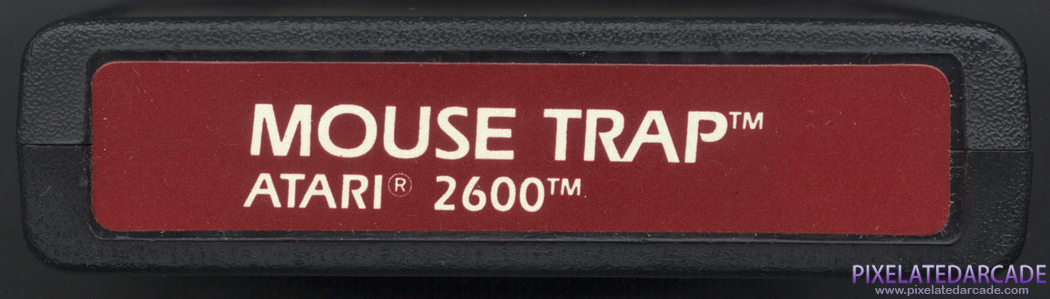 MOUSE TRAP™
ATARI® 2600™
PIXELATEDARCADE
www.pixelatedarcade.com